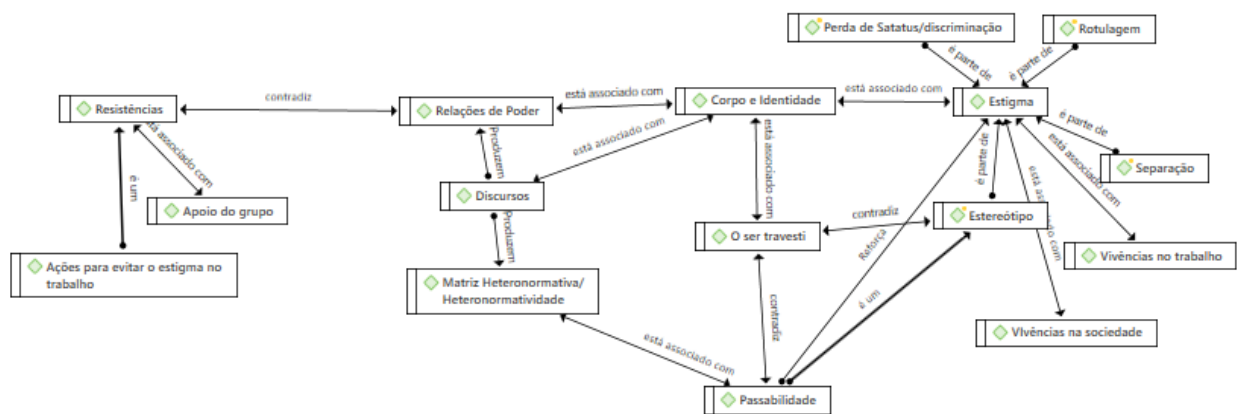 Perda de Satatus/discriminação
Rotulagem
é parte de
é parte de
Resistências
contradiz
Relações de Poder
está associado com
Corpo e Identidade
está associado com
Estigma
é parte de
Separação
está associado com
é um
Apoio do grupo
Produzem
está associado com
Discursos
Produzem
está associado com
O ser travesti
contradiz
Estereótipo
é parte de
está associado com
está associado com
Vivências no trabalho
Ações para evitar o estigma no
trabalho
Matriz Heteronormativa/
Heteronormatividade
está associado com
contradiz
Reforça
é um
VIvências na sociedade
Passabilidade